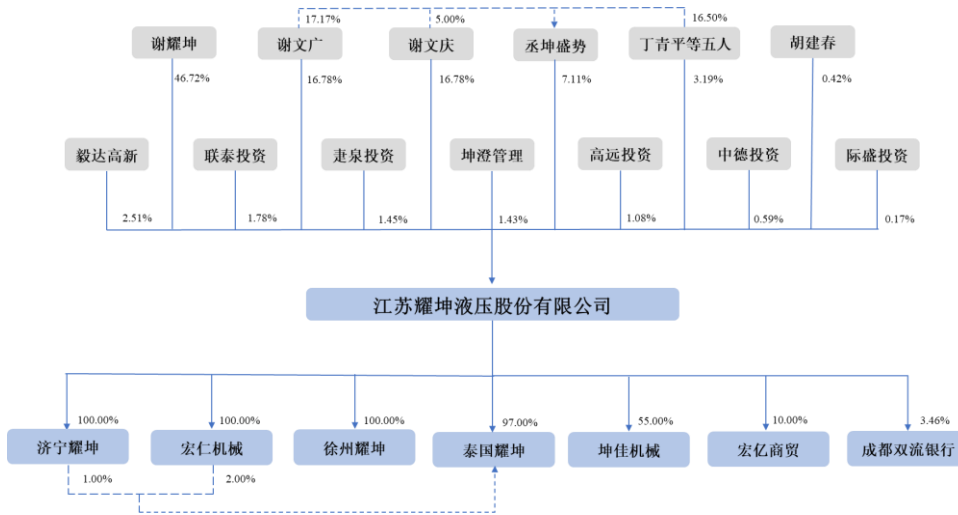 17.17%
5.00%
16.50%
谢耀坤
谢文广
谢文庆
丞坤盛势
丁青平等五人
胡建春
46.72%
16.78%
16.78%
7.11%
3.19%
0.42%
毅达高新
联泰投资
疌泉投资
坤澄管理
高远投资
中德投资
际盛投资
2.51%
1.78%
1.45%
1.43%
1.08%
0.59%
0.17%
江苏耀坤液压股份有限公司
100.00%
100.00%
100.00%
97.00%
55.00%
10.00%
3.46%
济宁耀坤
宏仁机械
徐州耀坤
泰国耀坤
坤佳机械
宏亿商贸
成都双流银行
1.00%
2.00%